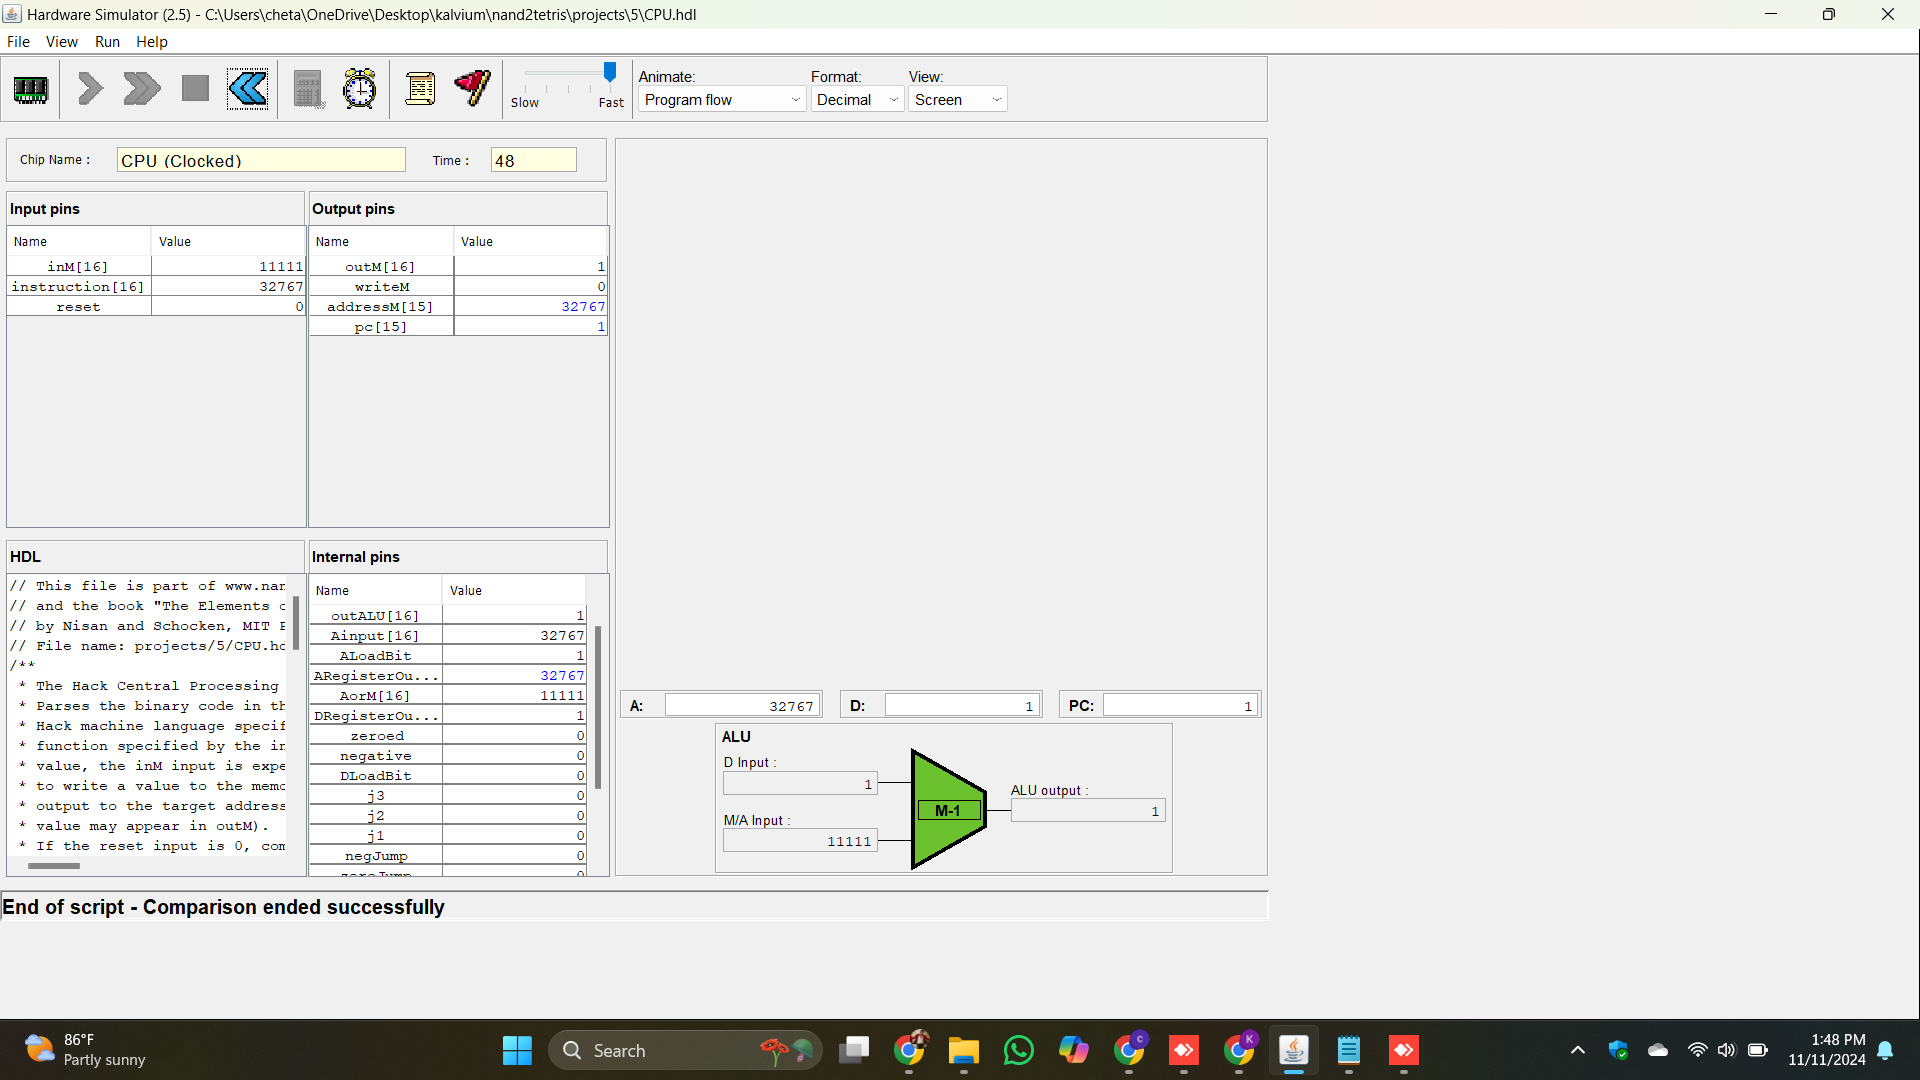 Hardware Simulator (2.5) - C:\Users\cheta\OneDrive\Desktop\kalvium\nand2tetris\projects\5\CPU.hdl
File View Run Help
Slow Fast
Animate: Format: View:
Program flow Decimal Screen
Chip Name : CPU (Clocked) Time : 48
Input pins
Name Value
inM[16] 11111
instruction[16] 32767
reset 0
Output pins
Name Value
outM[16] 1
writeM 0
addressM[15] 32767
pc[15] 1
HDL
// This file is part of www.nan
// and the book "The Elements o
// by Nisan and Schocken, MIT P
// File name: projects/5/CPU.hd
/**
* The Hack Central Processing
* Parses the binary code in th
* Hack machine language specif
* function specified by the in
* value, the inM input is expe
* to write a value to the memo
* output to the target address
* value may appear in outM).
* If the reset input is 0, com
Internal pins
Name Value
outALU[16] 1
Ainput[16] 32767
ALoadBit 1
ARegisterOu... 32767
AorM[16] 11111
DRegisterOu... 1
zeroed 0
negative 0
DLoadBit 0
j3 0
j2 0
j1 0
negJump 0
zeroJump 0
A: 32767 D: 1 PC: 1
ALU
D Input :
1
M/A Input :
11111
M-1
ALU output :
1
End of script - Comparison ended successfully
86°F
Partly sunny
Search
C
K
1:48 PM
11/11/2024